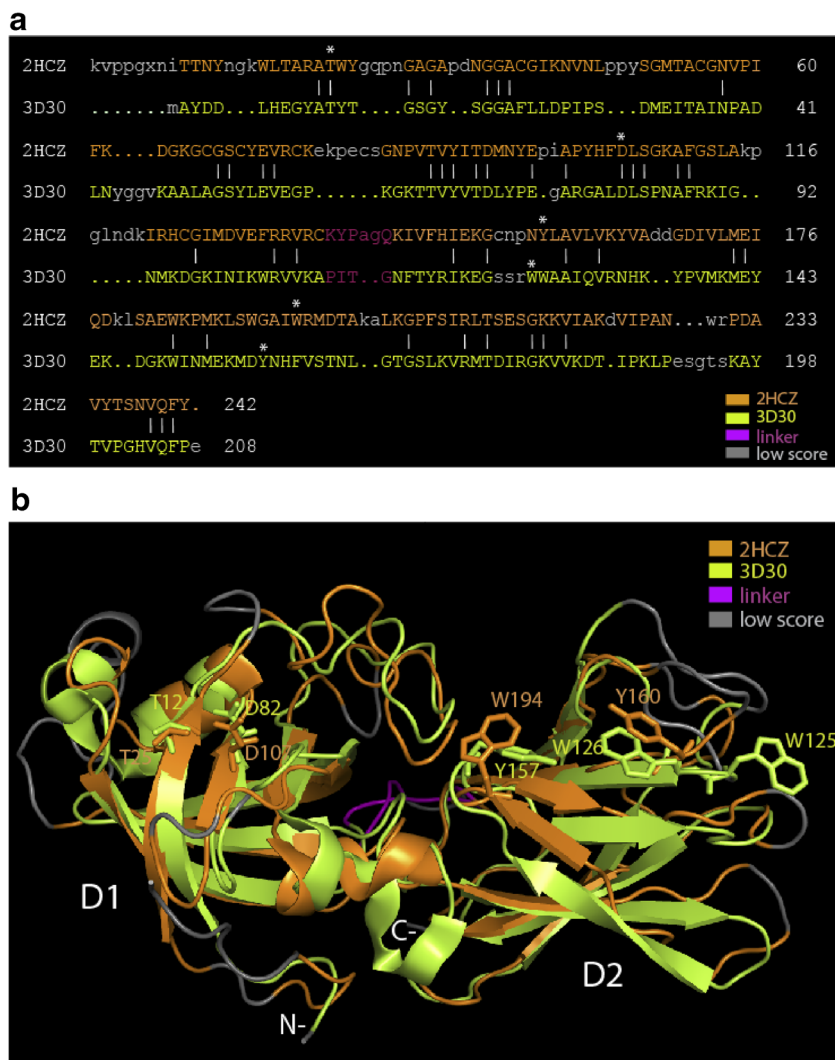 a
*
2HCZ kvppgxniTTNYngkWLTARATWYgqpnGAGApdNGGACGIKNVNLppySGMTACGNVPI 60
3D30 .......mAYDD...LHEGYATYT....GSGY..SGGAFLLDPIPS...DMEITAINPAD 41
*
2HCZ FK....DGKGCGSCYEVRCKekpecsGNPVTVYITDMNYEpiAPYHFDLSGKAFGSLAkp 116
3D30 LNyggvKAALAGSYLEVEGP......KGKTTVYVTDLYPE.gARGALDLSPNAFRKIG.. 92
*
2HCZ glndkIRHCGIMDVEFRRVRCKYPagQKIVFHIEKGcnpNYLAVLVKYVAddGDIVLMEI 176
*
3D30 .....NMKDGKINIKWRVVKAPIT..GNFTYRIKEGssrWWAAIQVRNHK..YPVMKMEY 143
*
2HCZ QDklSAEWKPMKLSWGAIWRMDTAkaLKGPFSIRLTSESGKKVIAKdVIPAN...wrPDA 233
*
3D30 EK..DGKWINMEKMDYNHFVSTNL..GTGSLKVRMTDIRGKVVKDT.IPKLPesgtsKAY 198
2HCZ VYTSNVQFY. 242
3D30 TVPGHVQFPe 208
2HCZ
3D30
linker
low score
b
2HCZ
3D30
linker
low score
T12
D82
D107
W194
Y160
W126
W125
Y157
D1
C-
D2
N-